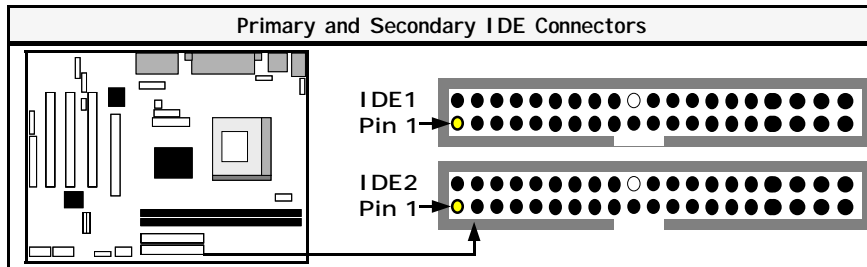 Primary and Secondary IDE Connectors
IDE1
Pin 1
IDE2
Pin 1